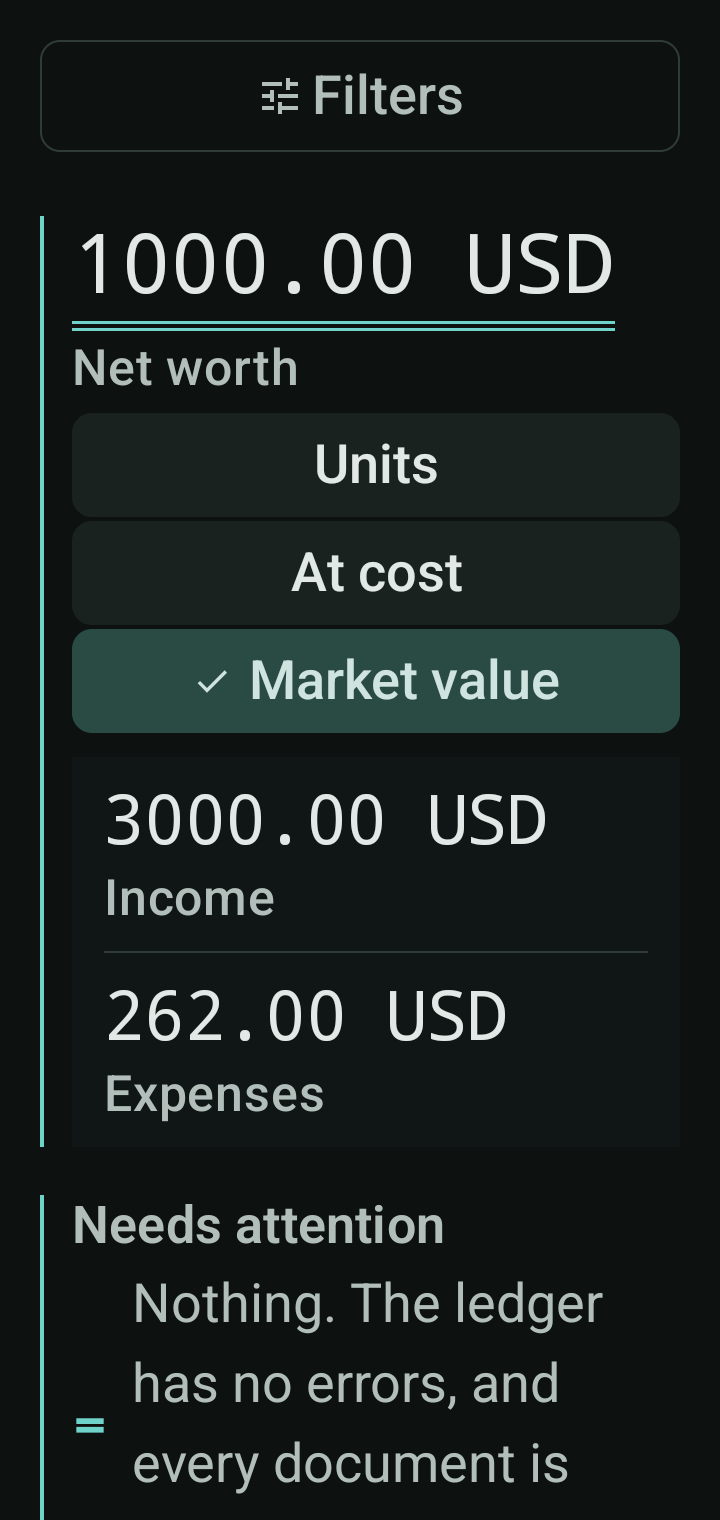 Filters
1000.00 USD
Net worth
Units
At cost
Market value
3000.00 USD
Income
262.00 USD
Expenses
Needs attention
Nothing. The ledger
has no errors, and
every document is